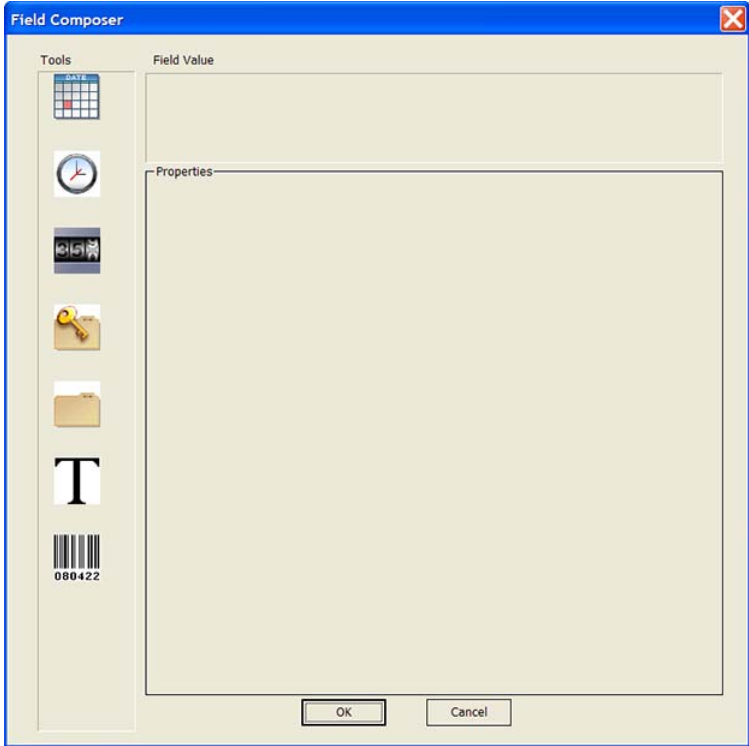 Field Composer
Tools
Field Value
DATE
Properties
35
T
080422
OK
Cancel